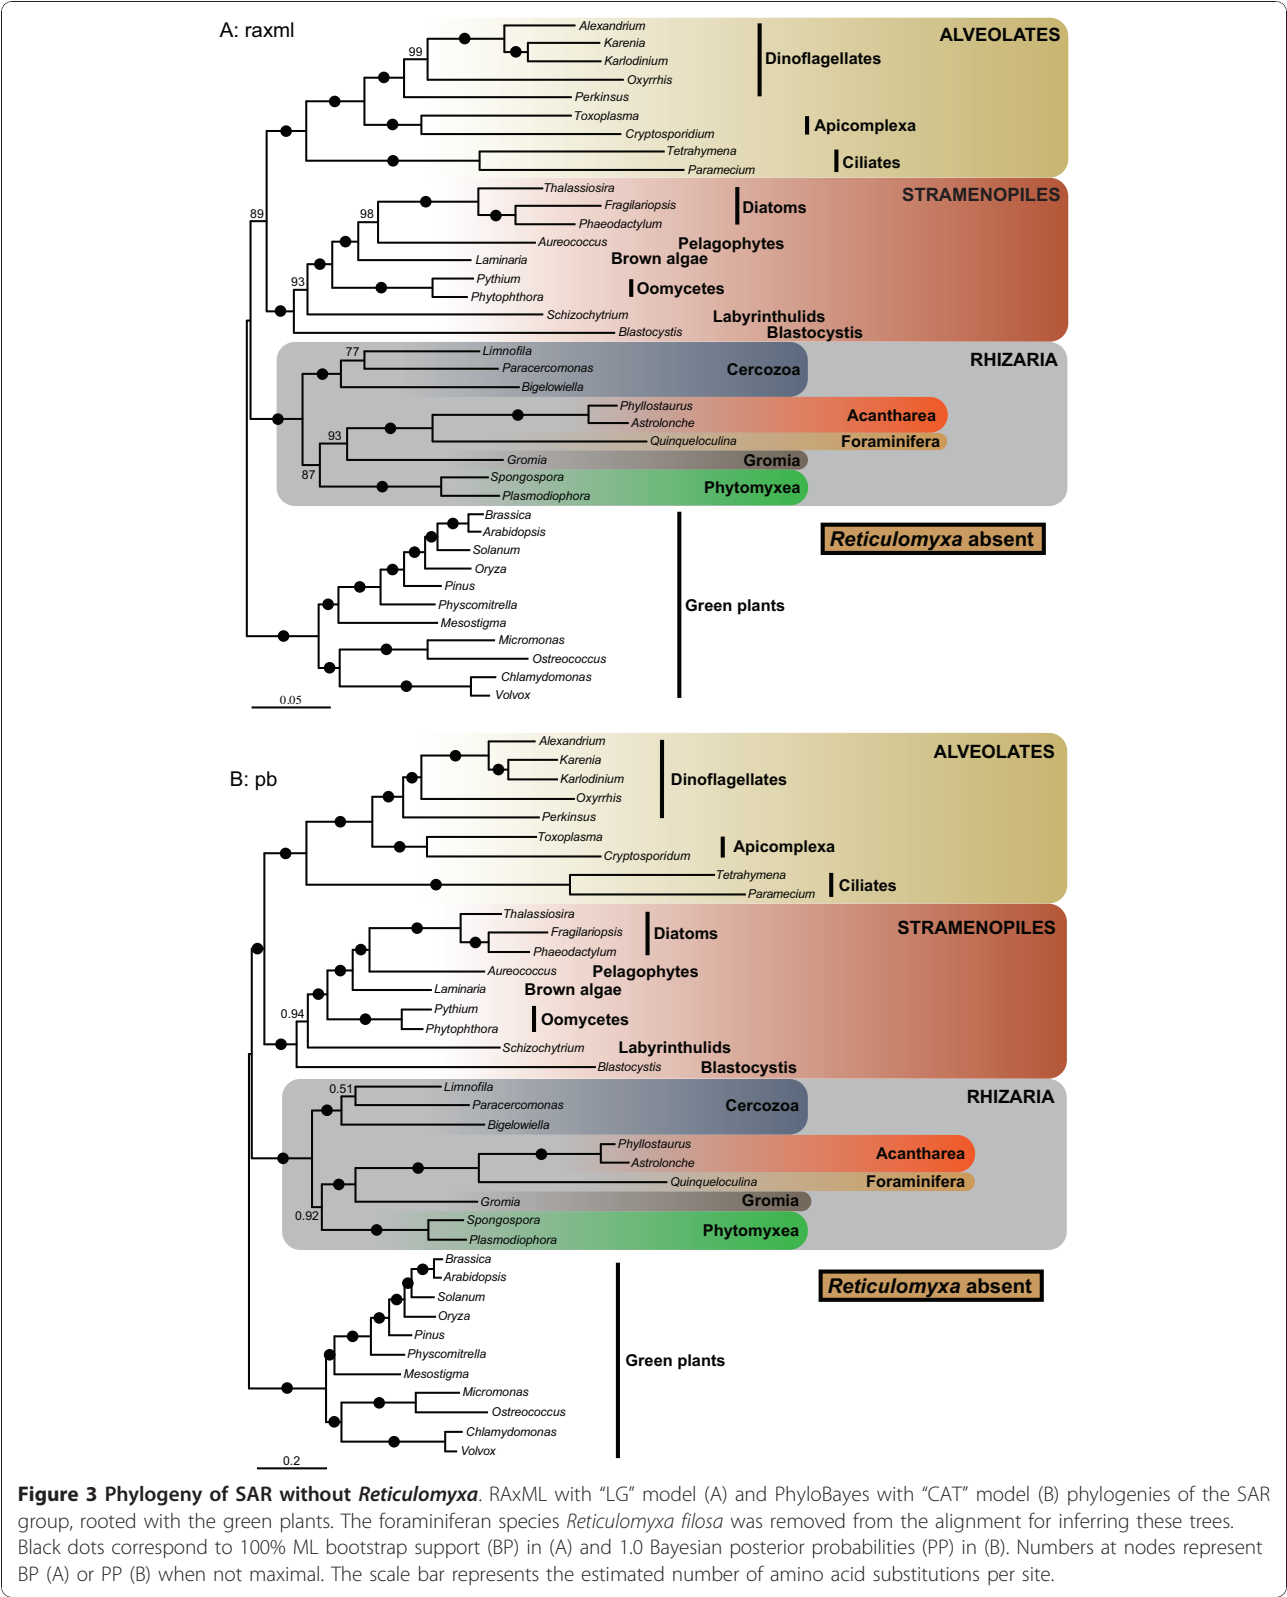 A: raxml
ALVEOLATES
Alexandrium
Karenia
Karlodinium
Oxyrrhis
Perkinsus
Dinoflagellates
99
Toxoplasma
Cryptosporidium
Apicomplexa
Tetrahymena
Paramecium
Ciliates
STRAMENOPILES
Thalassiosira
Fragilariopsis
Phaeodactylum
Diatoms
89
98
Aureococcus
Pelagophytes
Laminaria
Brown algae
Pythium
Phytophthora
Oomycetes
93
Schizochytrium
Labyrinthulids
Blastocystis
Blastocystis
RHIZARIA
77
Limnofila
Paracercomonas
Bigelowiella
Cercozoa
Phyllostaurus
Astrolonche
Acantharea
93
Quinqueloculina
Foraminifera
Gromia
Gromia
87
Spongospora
Plasmodiophora
Phytomyxea
Brassica
Arabidopsis
Solanum
Oryza
Pinus
Physcomitrella
Mesostigma
Micromonas
Ostreococcus
Chlamydomonas
Volvox
Green plants
Reticulomyxa absent
0.05
B: pb
ALVEOLATES
Alexandrium
Karenia
Karlodinium
Oxyrrhis
Perkinsus
Dinoflagellates
Toxoplasma
Cryptosporidum
Apicomplexa
Tetrahymena
Paramecium
Ciliates
STRAMENOPILES
Thalassiosira
Fragilariopsis
Phaeodactylum
Diatoms
Aureococcus
Pelagophytes
Laminaria
Brown algae
Pythium
Phytophthora
Oomycetes
0.94
Schizochytrium
Labyrinthulids
Blastocystis
Blastocystis
RHIZARIA
0.51
Limnofila
Paracercomonas
Bigelowiella
Cercozoa
Phyllostaurus
Astrolonche
Acantharea
Quinqueloculina
Foraminifera
Gromia
Gromia
0.92
Spongospora
Plasmodiophora
Phytomyxea
Brassica
Arabidopsis
Solanum
Oryza
Pinus
Physcomitrella
Mesostigma
Micromonas
Ostreococcus
Chlamydomonas
Volvox
Green plants
Reticulomyxa absent
0.2
Figure 3 Phylogeny of SAR without Reticulomyxa. RAxML with “LG” model (A) and PhyloBayes with “CAT” model (B) phylogenies of the SAR
group, rooted with the green plants. The foraminiferan species Reticulomyxa filosa was removed from the alignment for inferring these trees.
Black dots correspond to 100% ML bootstrap support (BP) in (A) and 1.0 Bayesian posterior probabilities (PP) in (B). Numbers at nodes represent
BP (A) or PP (B) when not maximal. The scale bar represents the estimated number of amino acid substitutions per site.